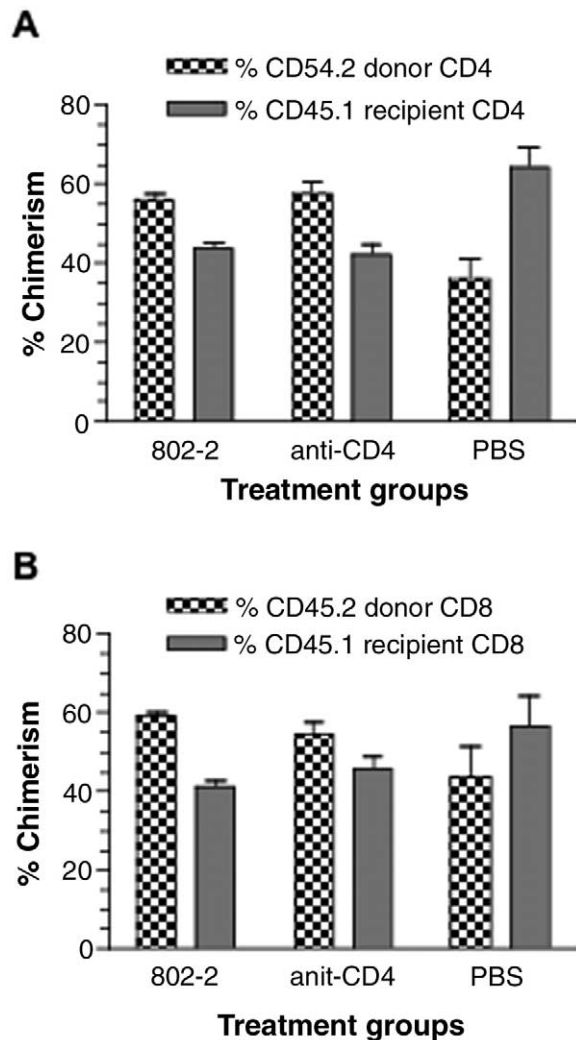 A
% CD54.2 donor CD4
% CD45.1 recipient CD4
80
60
40
20
0
% Chimerism
802-2 anti-CD4 PBS
Treatment groups
B
% CD45.2 donor CD8
% CD45.1 recipient CD8
80
60
40
20
0
% Chimerism
802-2 anit-CD4 PBS
Treatment groups